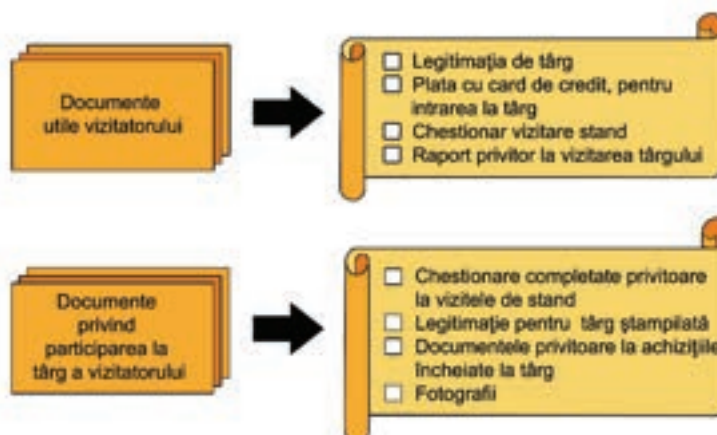 Documente
utile vizitatorului
Legitimaţia de târg
Plata cu card de credit, pentru
intrarea la târg
Chestionar vizitare stand
Raport privitor la vizitarea târgului
Documente
privind
participarea la
târg a vizitatorului
Chestionare completate privitoare
la vizitele de stand
Legitimaţie pentru târg ştampilată
Documentele privitoare la achiziţiile
încheiate la târg
Fotografii